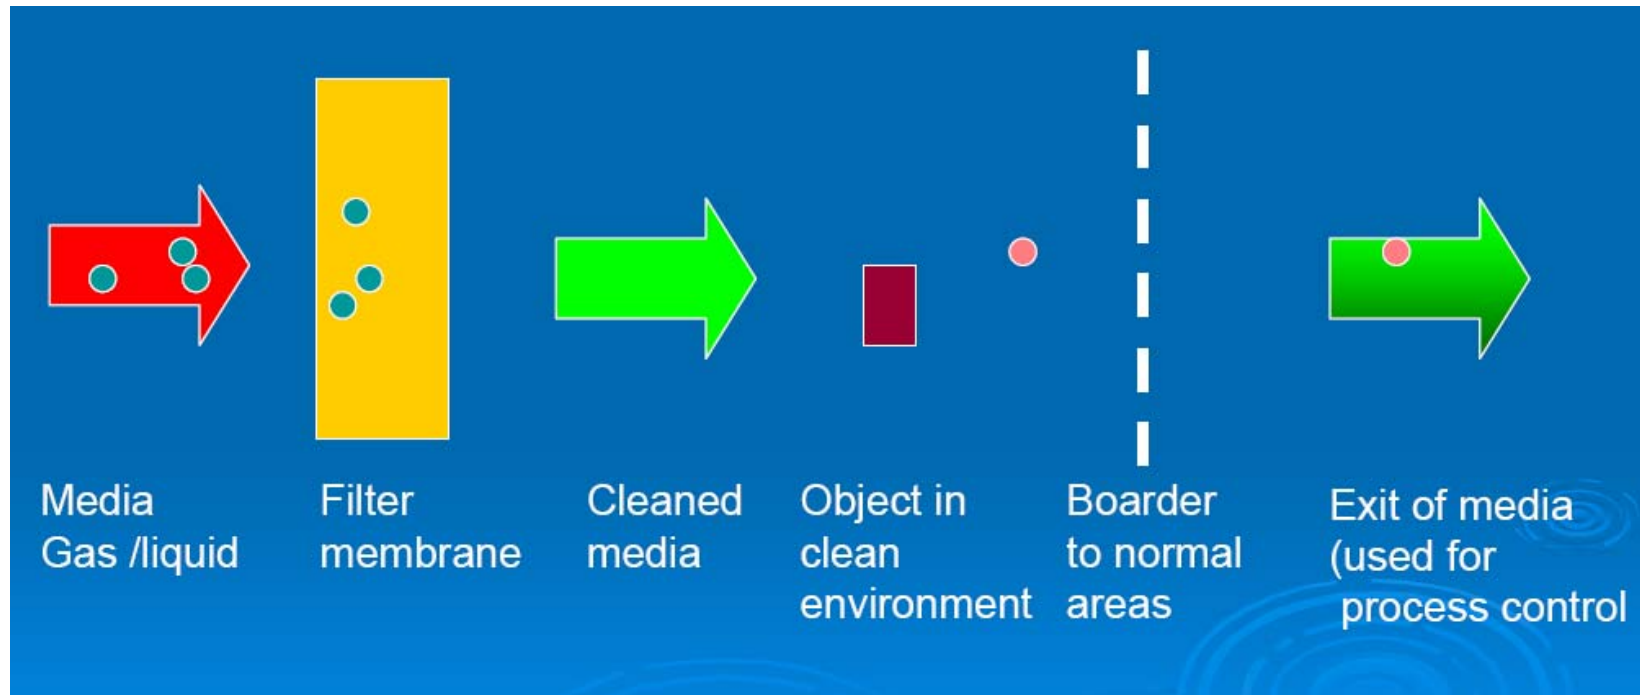 Media
Gas /liquid
Filter
membrane
Cleaned
media
Object in
clean
environment
Boarder
to normal
areas
Exit of media
(used for
process control